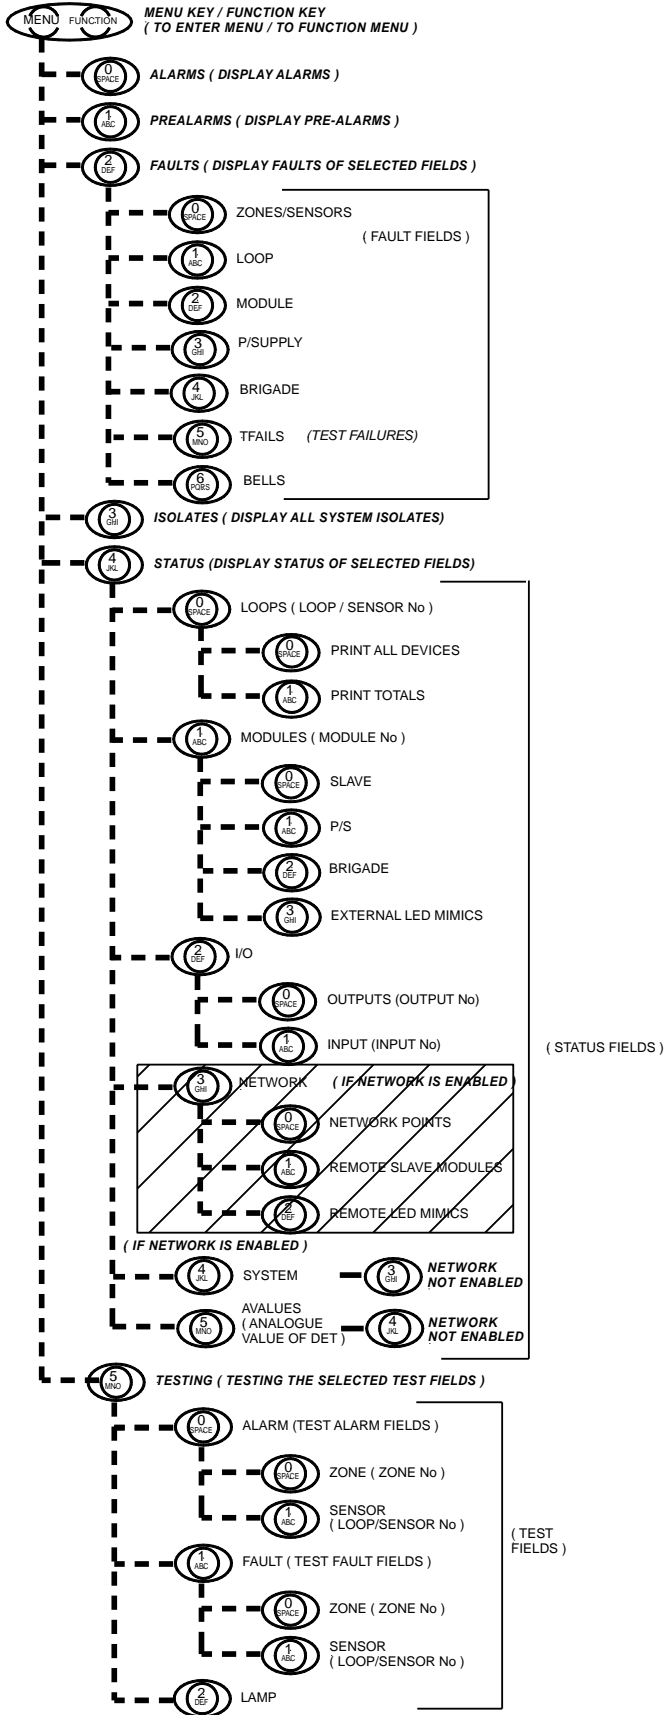 MENU FUNCTION
MENU KEY / FUNCTION KEY
( TO ENTER MENU / TO FUNCTION MENU )
0 SPACE ALARMS ( DISPLAY ALARMS )
1 ABC PREALARMS ( DISPLAY PRE-ALARMS )
2 DEF FAULTS ( DISPLAY FAULTS OF SELECTED FIELDS )
0 SPACE ZONES/SENSORS
( FAULT FIELDS )
1 ABC LOOP
2 DEF MODULE
3 GHI P/SUPPLY
4 JKL BRIGADE
5 MNO TFAILS (TEST FAILURES)
6 PQRS BELLS
3 GHI ISOLATES ( DISPLAY ALL SYSTEM ISOLATES)
4 JKL STATUS (DISPLAY STATUS OF SELECTED FIELDS)
0 SPACE LOOPS ( LOOP / SENSOR No )
0 SPACE PRINT ALL DEVICES
1 ABC PRINT TOTALS
1 ABC MODULES ( MODULE No )
0 SPACE SLAVE
1 ABC P/S
2 DEF BRIGADE
3 GHI EXTERNAL LED MIMICS
2 DEF I/O
0 SPACE OUTPUTS (OUTPUT No)
1 ABC INPUT (INPUT No)
( STATUS FIELDS )
3 GHI NETWORK ( IF NETWORK IS ENABLED )
0 SPACE NETWORK POINTS
1 ABC REMOTE SLAVE MODULES
2 DEF REMOTE LED MIMICS
( IF NETWORK IS ENABLED )
4 JKL SYSTEM 3 GHI NETWORK
NOT ENABLED
5 MNO AVALUES
( ANALOGUE
VALUE OF DET ) 4 JKL NETWORK
NOT ENABLED
5 MNO TESTING ( TESTING THE SELECTED TEST FIELDS )
0 SPACE ALARM (TEST ALARM FIELDS )
0 SPACE ZONE ( ZONE No )
1 ABC SENSOR
( LOOP/SENSOR No )
( TEST
FIELDS )
1 ABC FAULT ( TEST FAULT FIELDS )
0 SPACE ZONE ( ZONE No )
1 ABC SENSOR
( LOOP/SENSOR No )
2 DEF LAMP